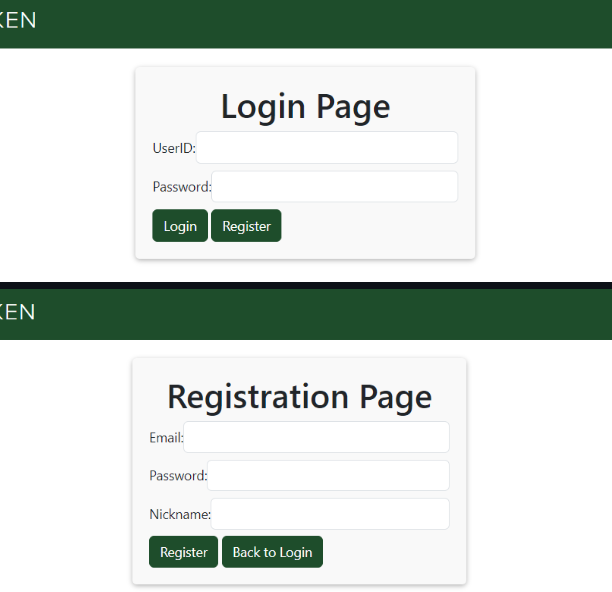 KEN
Login Page
UserID:
Password:
Login Register
KEN
Registration Page
Email:
Password:
Nickname:
Register Back to Login